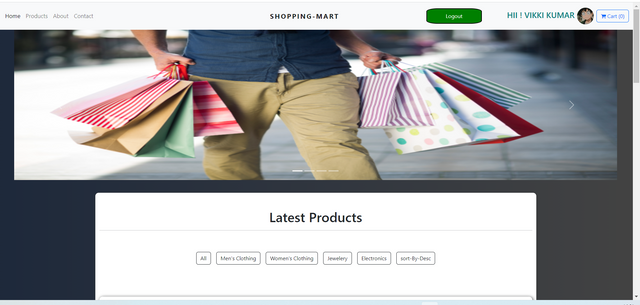 Home Products About Contact SHOPPING-MART Logout HII ! VIKKI KUMAR Cart (0)
Latest Products
All Men's Clothing Women's Clothing Jewelery Electronics sort-By-Desc